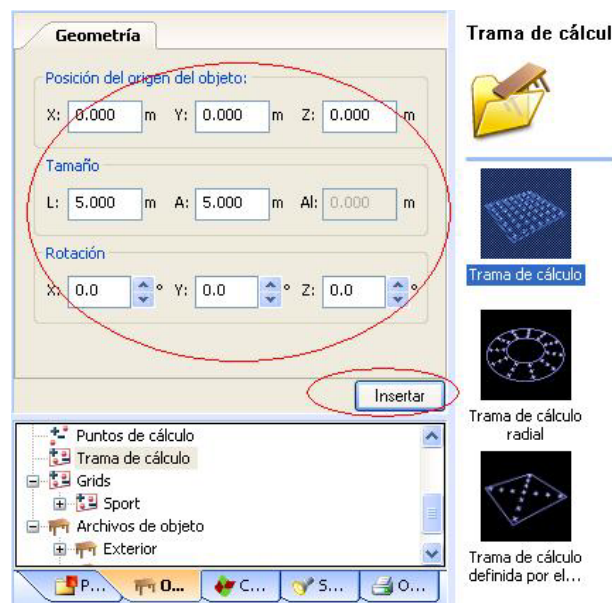 Geometría
Posición del origen del objeto:
X: 0.000 m Y: 0.000 m Z: 0.000 m
Tamaño
L: 5.000 m A: 5.000 m Al: 0.000 m
Rotación
X: 0.0 ° Y: 0.0 ° Z: 0.0 °
Insertar
Puntos de cálculo
Trama de cálculo
Grids
Sport
Archivos de objeto
Exterior
P... O... C... S... O...
Trama de cálcul
Trama de cálculo
Trama de cálculo
radial
Trama de cálculo
definida por el...